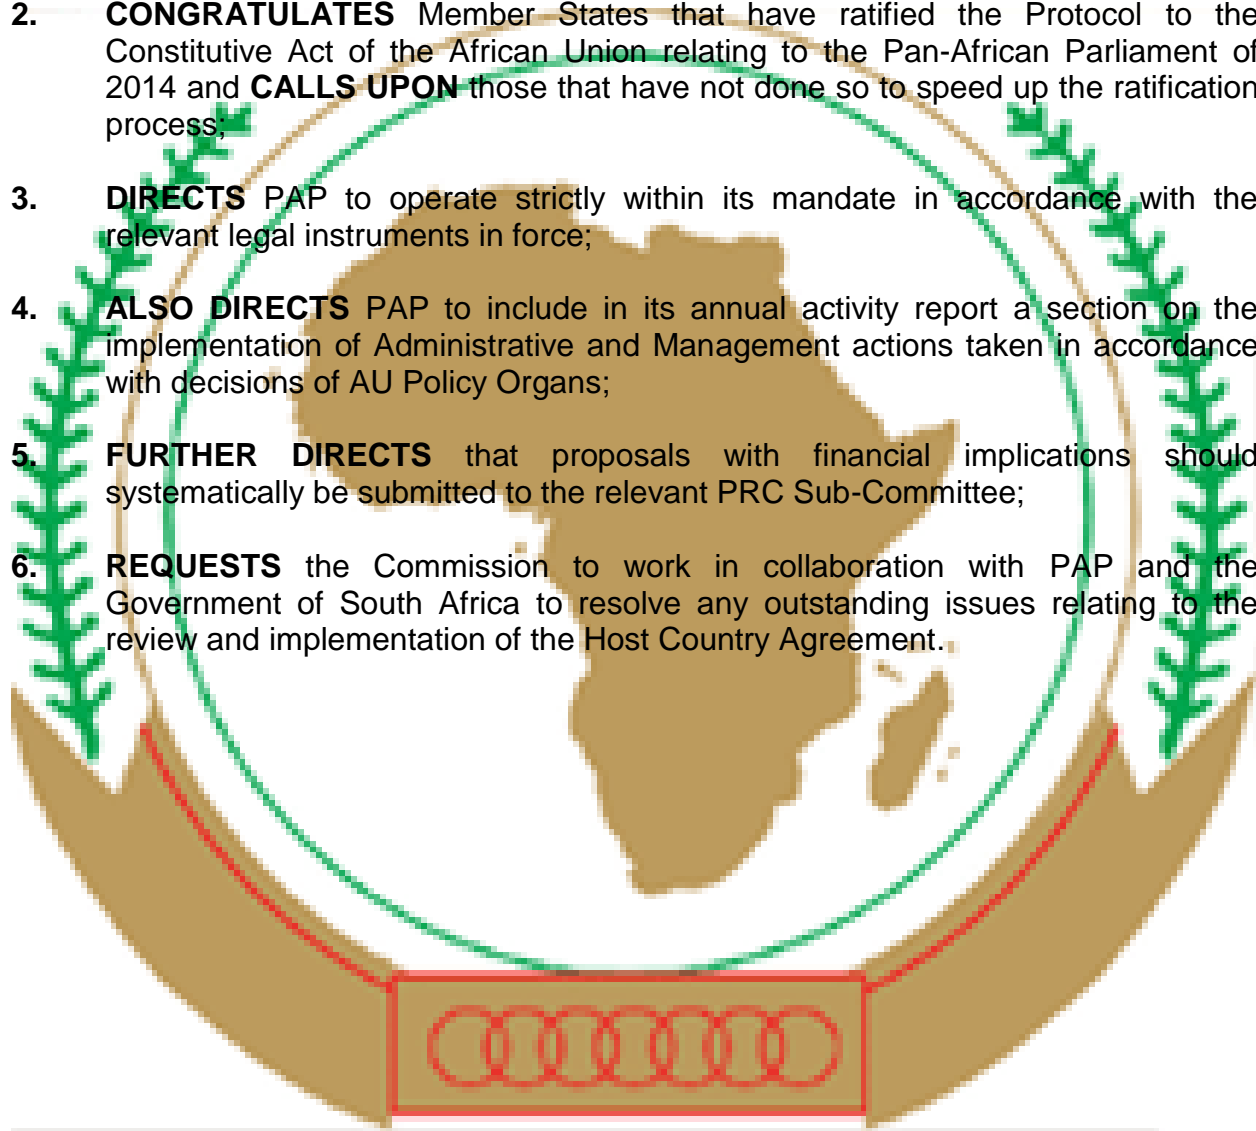 2. CONGRATULATES Member States that have ratified the Protocol to the
Constitutive Act of the African Union relating to the Pan-African Parliament of
2014 and CALLS UPON those that have not done so to speed up the ratification
process;
3. DIRECTS PAP to operate strictly within its mandate in accordance with the
relevant legal instruments in force;
4. ALSO DIRECTS PAP to include in its annual activity report a section on the
implementation of Administrative and Management actions taken in accordance
with decisions of AU Policy Organs;
5. FURTHER DIRECTS that proposals with financial implications should
systematically be submitted to the relevant PRC Sub-Committee;
6. REQUESTS the Commission to work in collaboration with PAP and the
Government of South Africa to resolve any outstanding issues relating to the
review and implementation of the Host Country Agreement.